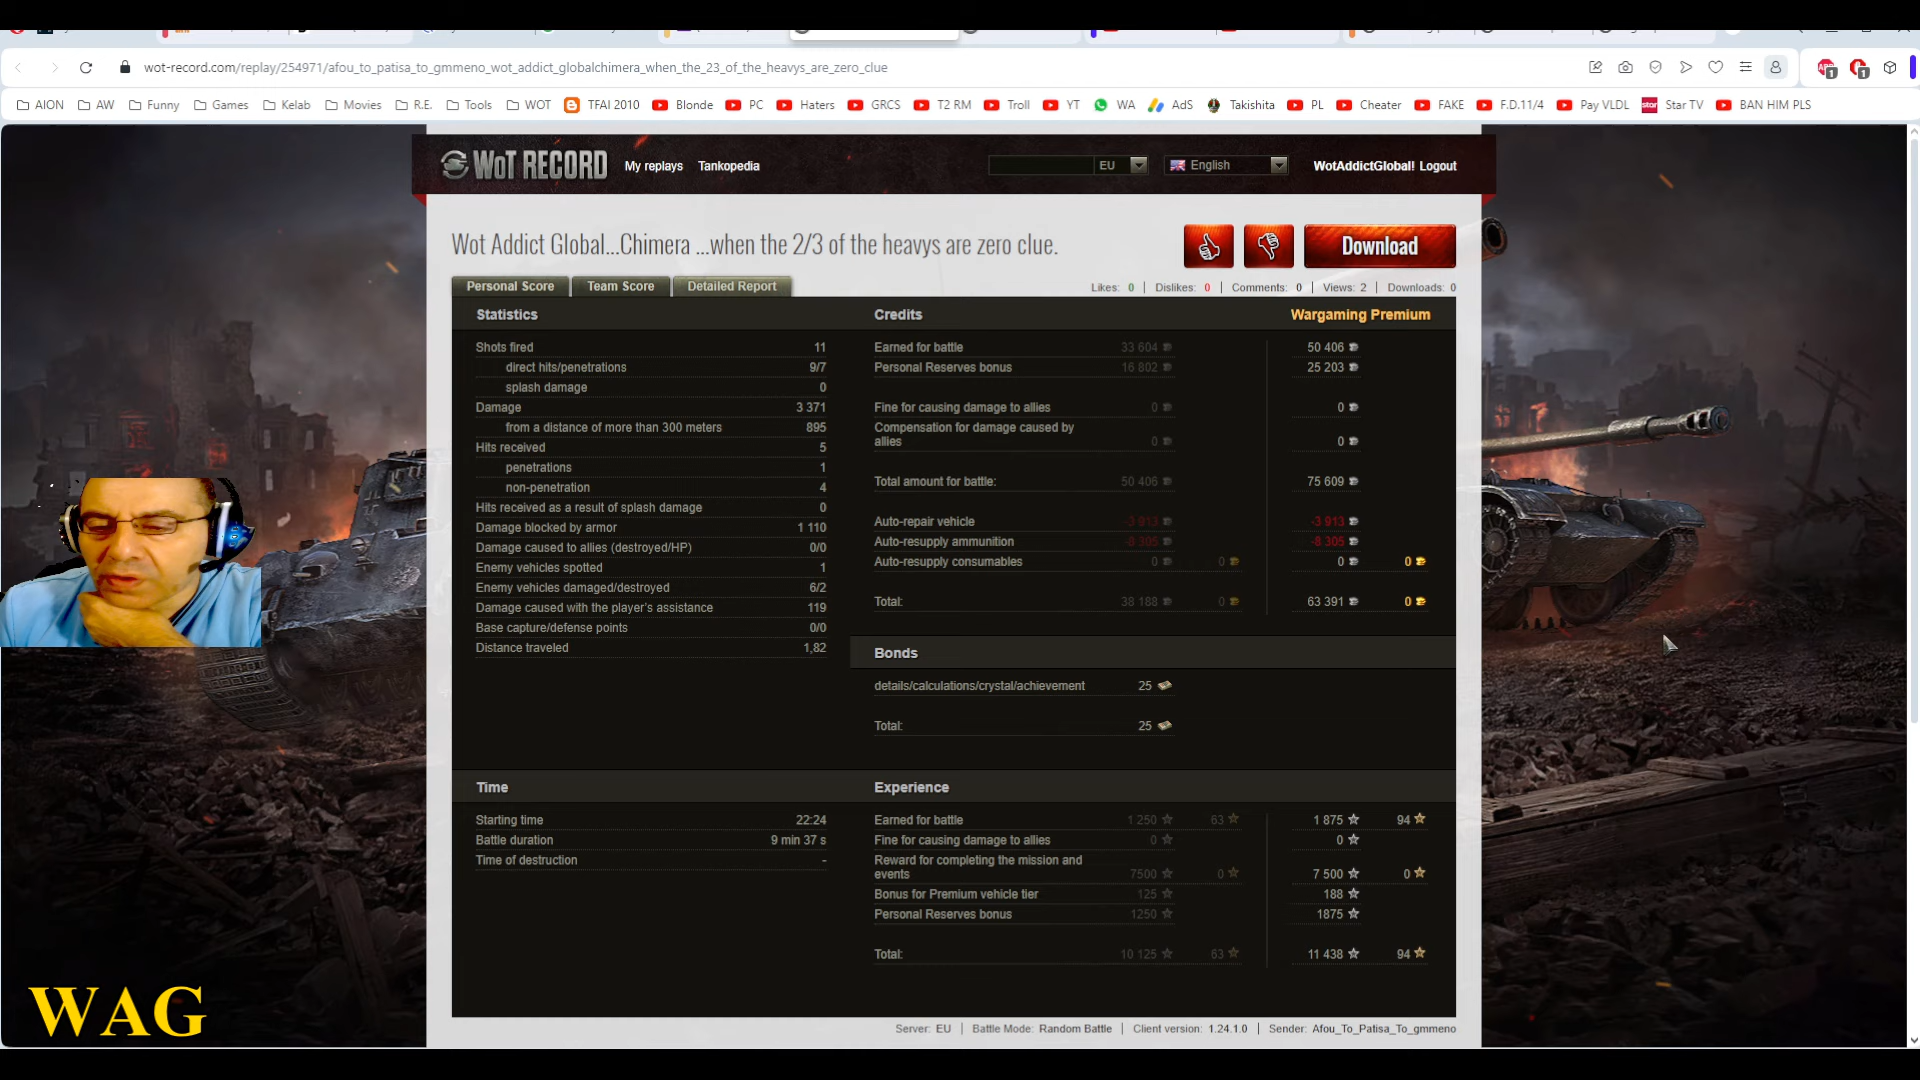 wot-record.com/replay/254971/afou_to_patisa_to_gmmeno_wot_addict_globalchimera_when_the_23_of_the_heavys_are_zero_clue
AION AW Funny Games Kelab Movies R.E. Tools WOT TFAI 2010 Blonde PC Haters GRCS T2 RM Troll YT WA AdS Takishita PL Cheater FAKE F.D.11/4 Pay VLDL Star TV BAN HIM PLS
WOT RECORD My replays Tankopedia EU English WotAddictGlobal! Logout
Wot Addict Global...Chimera ...when the 2/3 of the heavys are zero clue. Download
Personal Score Team Score Detailed Report Likes: 0 | Dislikes: 0 | Comments: 0 | Views: 2 | Downloads: 0
Statistics
Shots fired 11
direct hits/penetrations 9/7
splash damage 0
Damage 3 371
from a distance of more than 300 meters 895
Hits received 5
penetrations 1
non-penetration 4
Hits received as a result of splash damage 0
Damage blocked by armor 1 110
Damage caused to allies (destroyed/HP) 0/0
Enemy vehicles spotted 1
Enemy vehicles damaged/destroyed 6/2
Damage caused with the player's assistance 119
Base capture/defense points 0/0
Distance traveled 1,82
Credits Wargaming Premium
Earned for battle 33 604 50 406
Personal Reserves bonus 16 802 25 203
Fine for causing damage to allies 0 0
Compensation for damage caused by
allies 0 0
Total amount for battle: 50 406 75 609
Auto-repair vehicle -3 913 -3 913
Auto-resupply ammunition -8 305 -8 305
Auto-resupply consumables 0 0 0 0
Total: 38 188 0 63 391 0
Bonds
details/calculations/crystal/achievement 25
Total: 25
Time
Starting time 22:24
Battle duration 9 min 37 s
Time of destruction -
Experience
Earned for battle 1 250 63 1 875 94
Fine for causing damage to allies 0 0
Reward for completing the mission and
events 7500 0 7 500 0
Bonus for Premium vehicle tier 125 188
Personal Reserves bonus 1250 1875
Total: 10 125 63 11 438 94
WAG
Server: EU | Battle Mode: Random Battle | Client version: 1.24.1.0 | Sender: Afou_To_Patisa_To_gmmeno